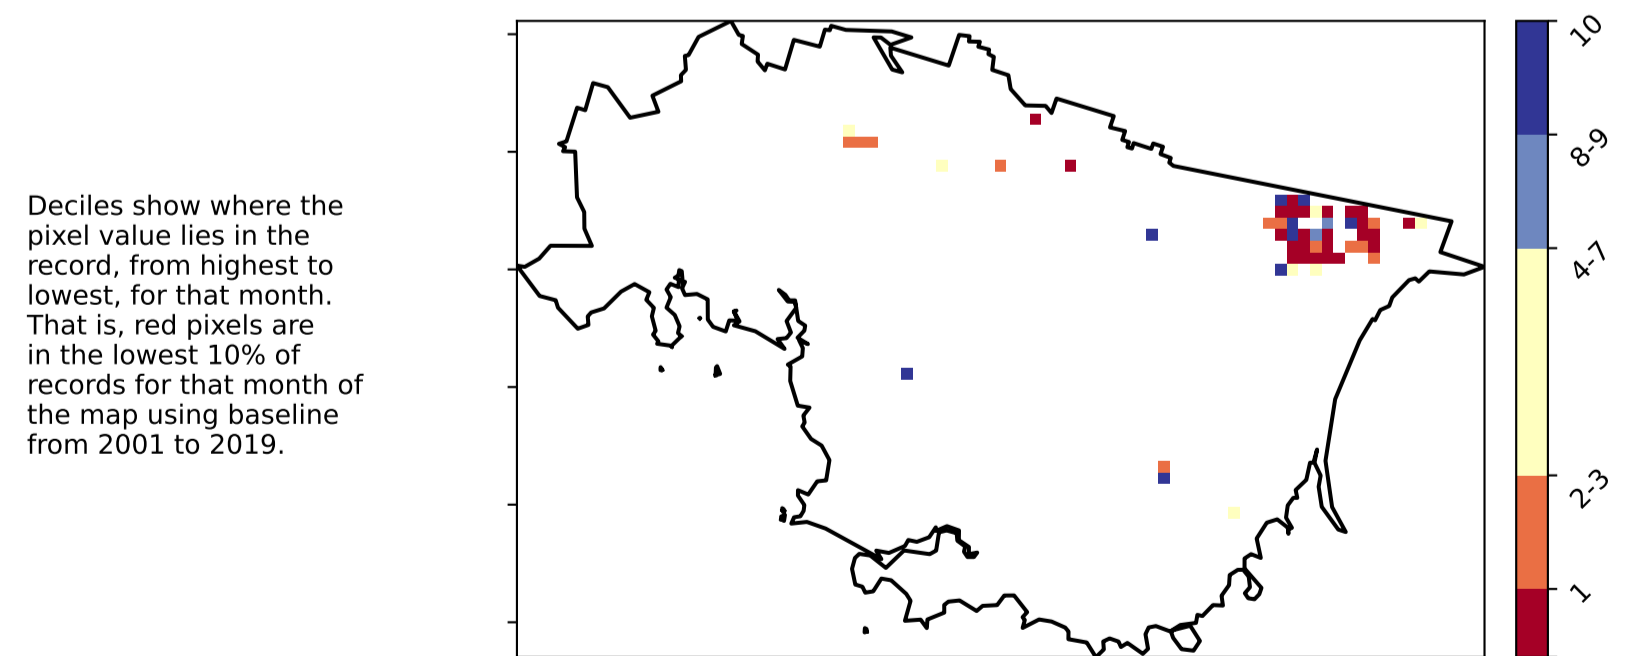 Deciles show where the
pixel value lies in the
record, from highest to
lowest, for that month.
That is, red pixels are
in the lowest 10% of
records for that month of
the map using baseline
from 2001 to 2019.
10
8-9
4-7
2-3
1